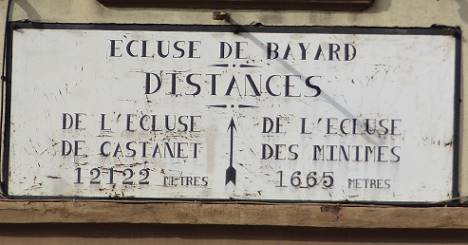 ECLUSE DE BAYARD
DISTANCES
DE L'ECLUSE
DE CASTANET
12122 METRES
DE L'ECLUSE
DES MINIMES
1665 METRES